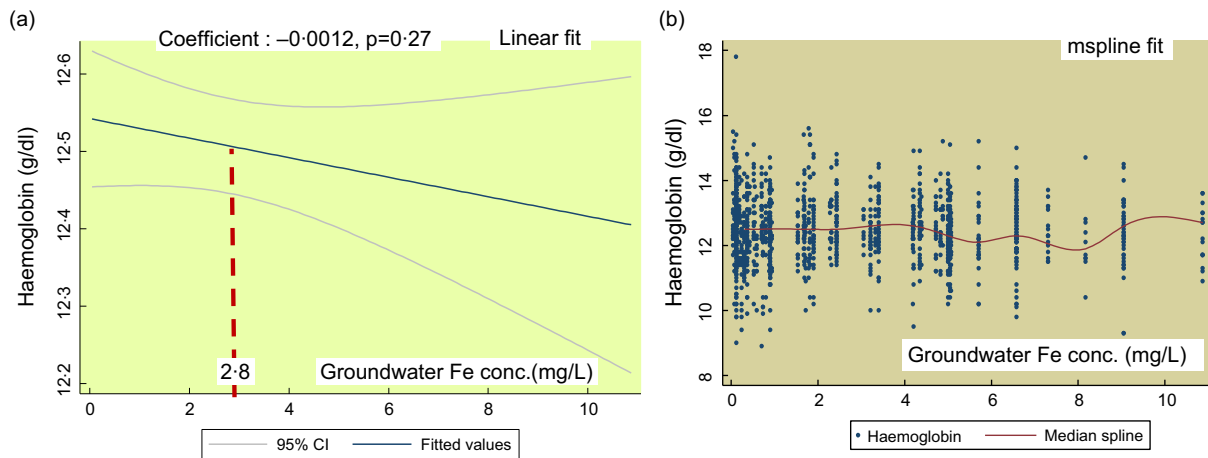 (a)
Coefficient : –0·0012, p=0·27
Linear fit
Haemoglobin (g/dl)
12·6
12·5
12·4
12·3
12·2
2·8
Groundwater Fe conc.(mg/L)
0 2 4 6 8 10
95% CI Fitted values
(b)
mspline fit
Haemoglobin (g/dl)
18
16
14
12
10
8
Groundwater Fe conc. (mg/L)
0 2 4 6 8 10
Haemoglobin Median spline